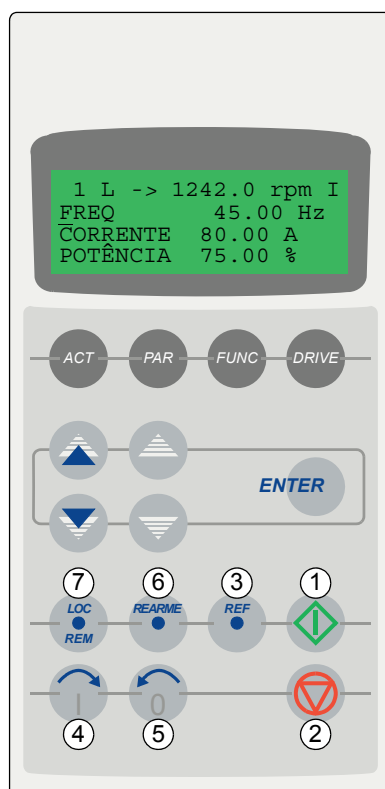 1 L -> 1242.0 rpm I
FREQ 45.00 Hz
CORRENTE 80.00 A
POTÊNCIA 75.00 %
ACT PAR FUNC DRIVE
ENTER
7 6 3 1
LOC REARME REF
REM
I 0
4 5 2